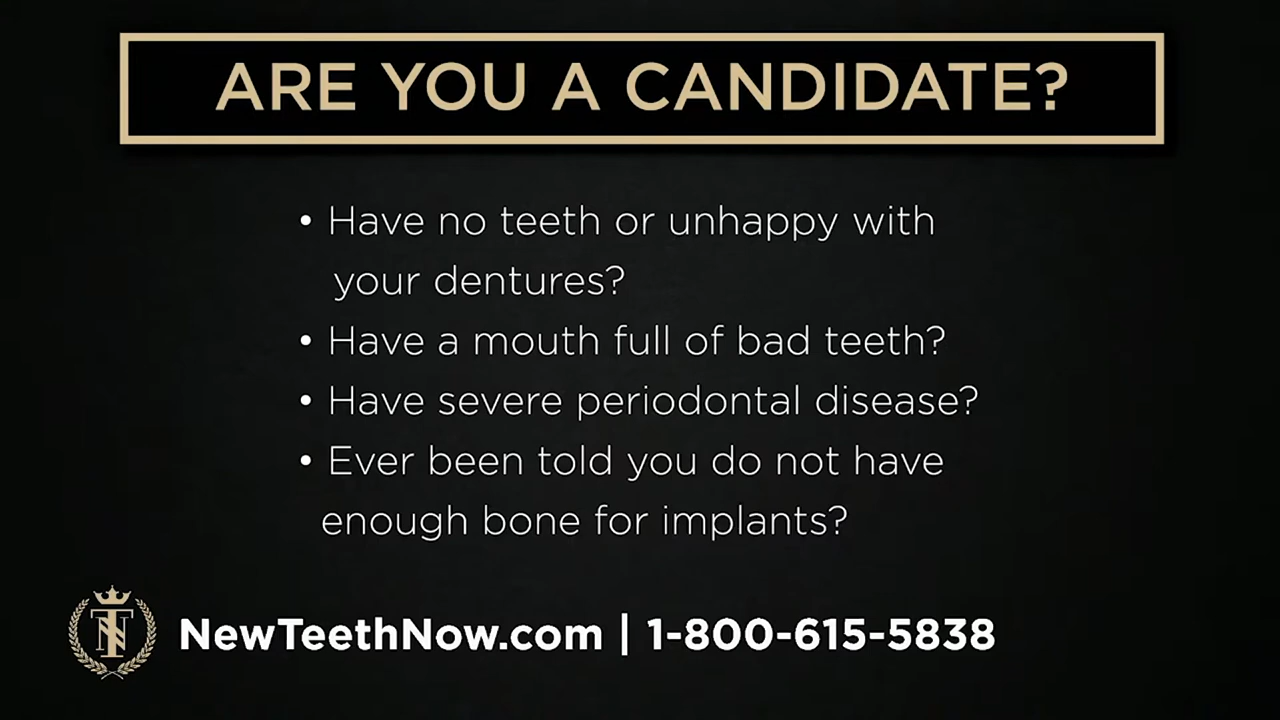 ARE YOU A CANDIDATE?
• Have no teeth or unhappy with
your dentures?
• Have a mouth full of bad teeth?
• Have severe periodontal disease?
• Ever been told you do not have
enough bone for implants?
NewTeethNow.com | 1-800-615-5838